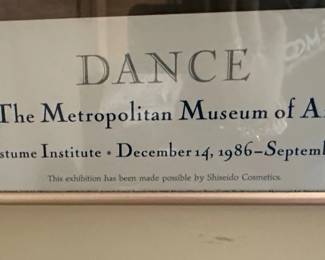 DANCE
The Metropolitan Museum of A
stume Institute • December 14, 1986–Septem
This exhibition has been made possible by Shiseido Cosmetics.